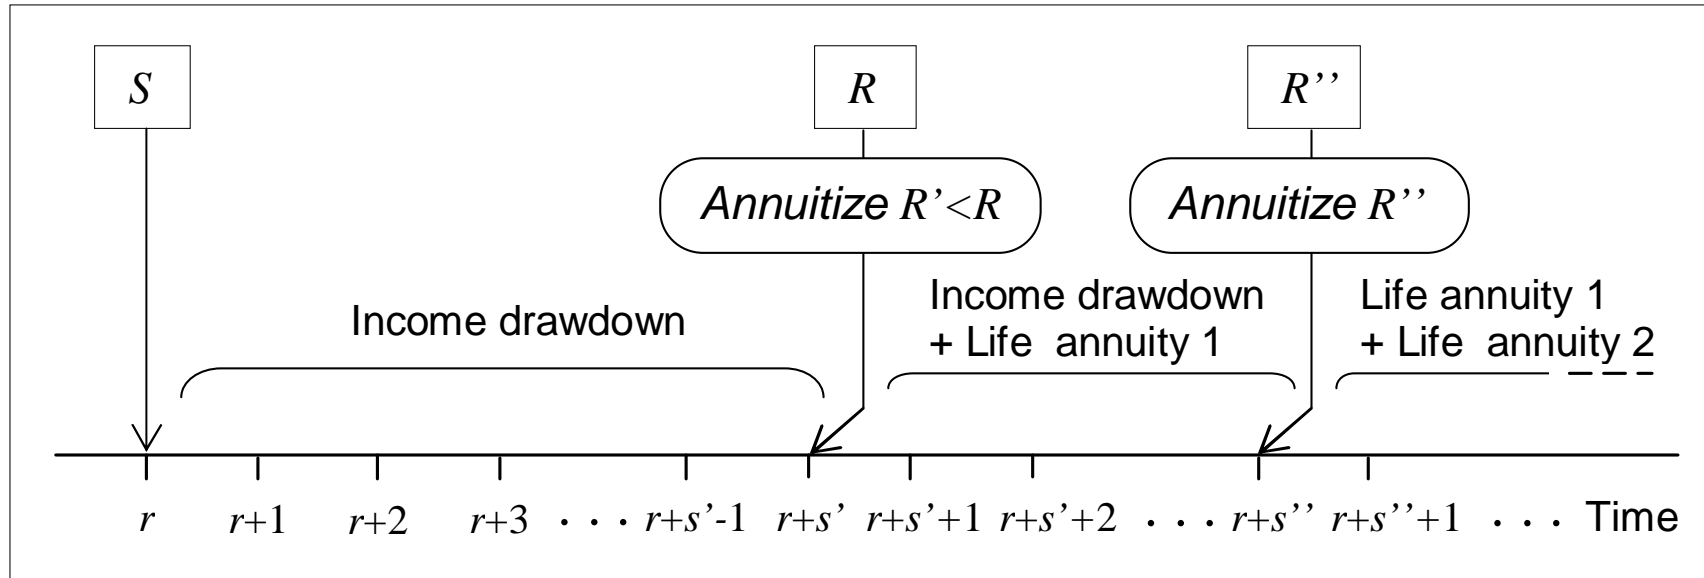 S
R
R’’
Annuitize R’<R
Annuitize R’’
Income drawdown
Income drawdown
+ Life annuity 1
Life annuity 1
+ Life annuity 2
r r+1 r+2 r+3 . . . r+s’-1 r+s’ r+s’+1 r+s’+2 . . . r+s’’ r+s’’+1 . . . Time